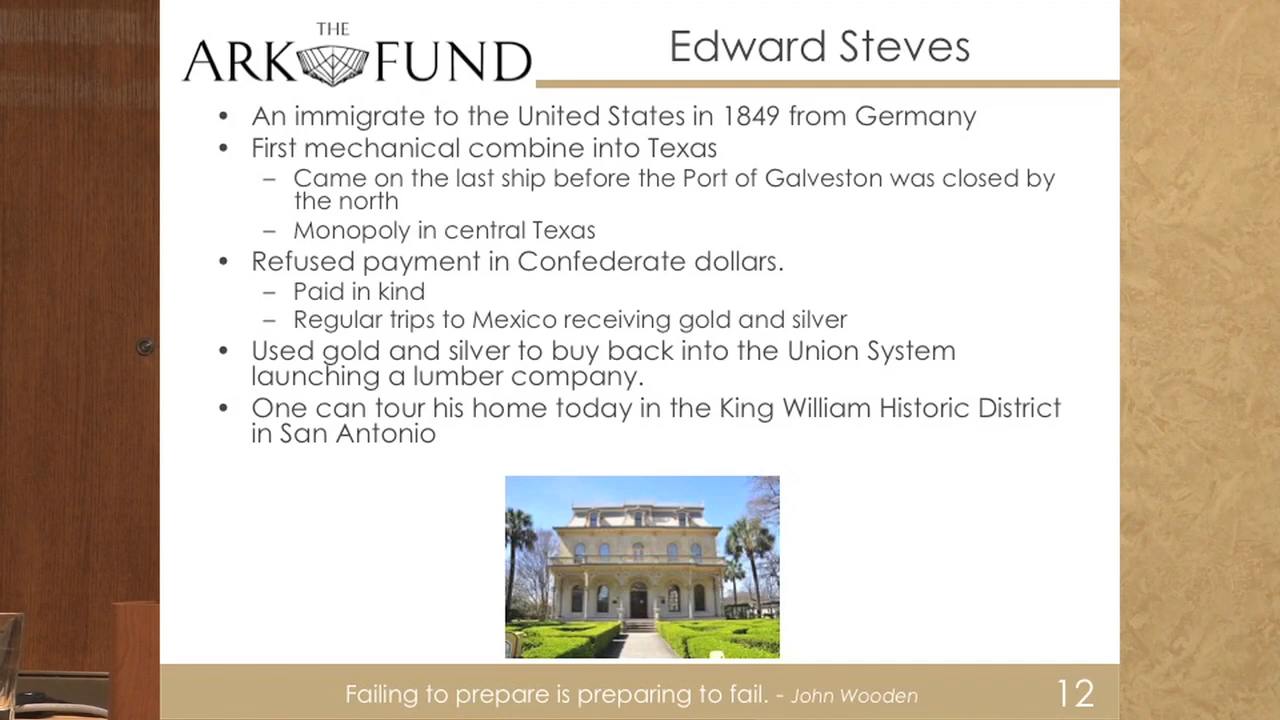 THE
ARK FUND
Edward Steves
• An immigrate to the United States in 1849 from Germany
• First mechanical combine into Texas
– Came on the last ship before the Port of Galveston was closed by
the north
– Monopoly in central Texas
• Refused payment in Confederate dollars.
– Paid in kind
– Regular trips to Mexico receiving gold and silver
• Used gold and silver to buy back into the Union System
launching a lumber company.
• One can tour his home today in the King William Historic District
in San Antonio
Failing to prepare is preparing to fail. - John Wooden
12